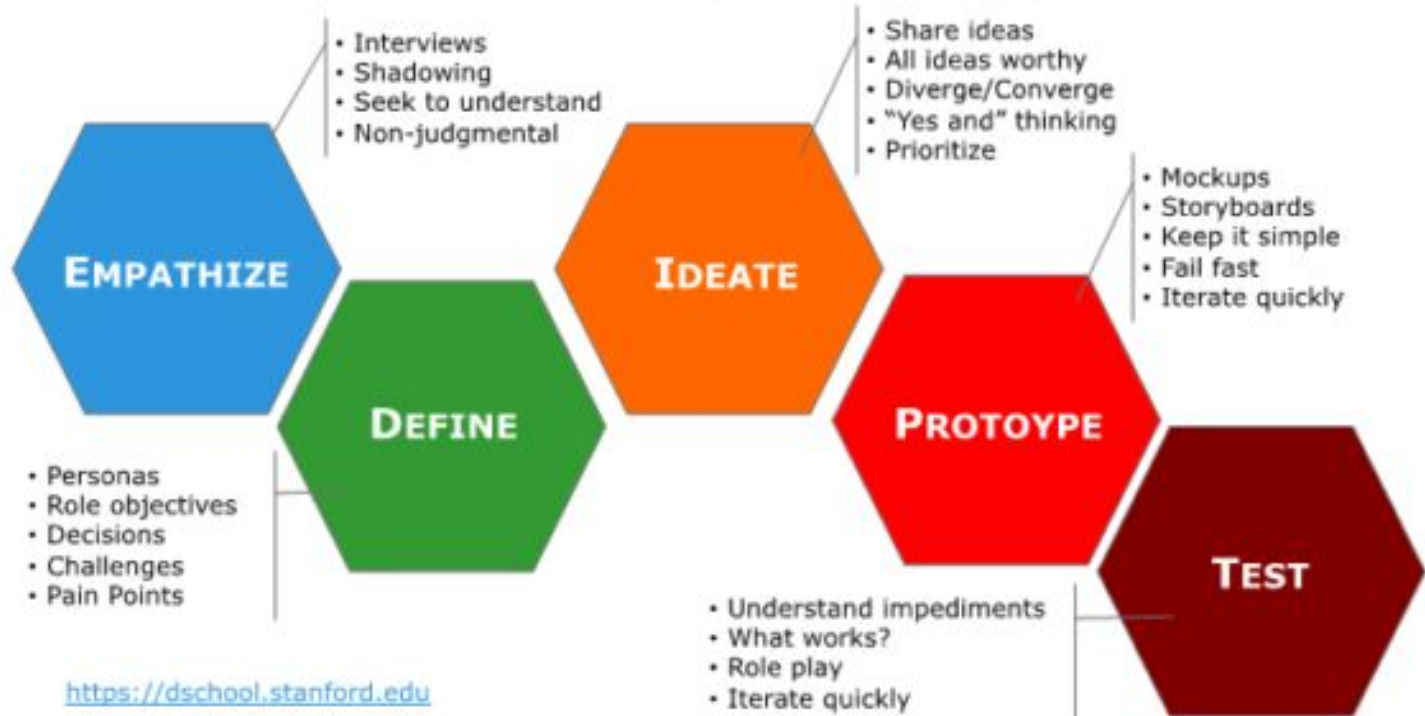 EMPATHIZE
• Interviews
• Shadowing
• Seek to understand
• Non-judgmental
DEFINE
• Personas
• Role objectives
• Decisions
• Challenges
• Pain Points
IDEATE
• Share ideas
• All ideas worthy
• Diverge/Converge
• “Yes and” thinking
• Prioritize
PROTOYPE
• Mockups
• Storyboards
• Keep it simple
• Fail fast
• Iterate quickly
TEST
• Understand impediments
• What works?
• Role play
• Iterate quickly
https://dschool.stanford.edu